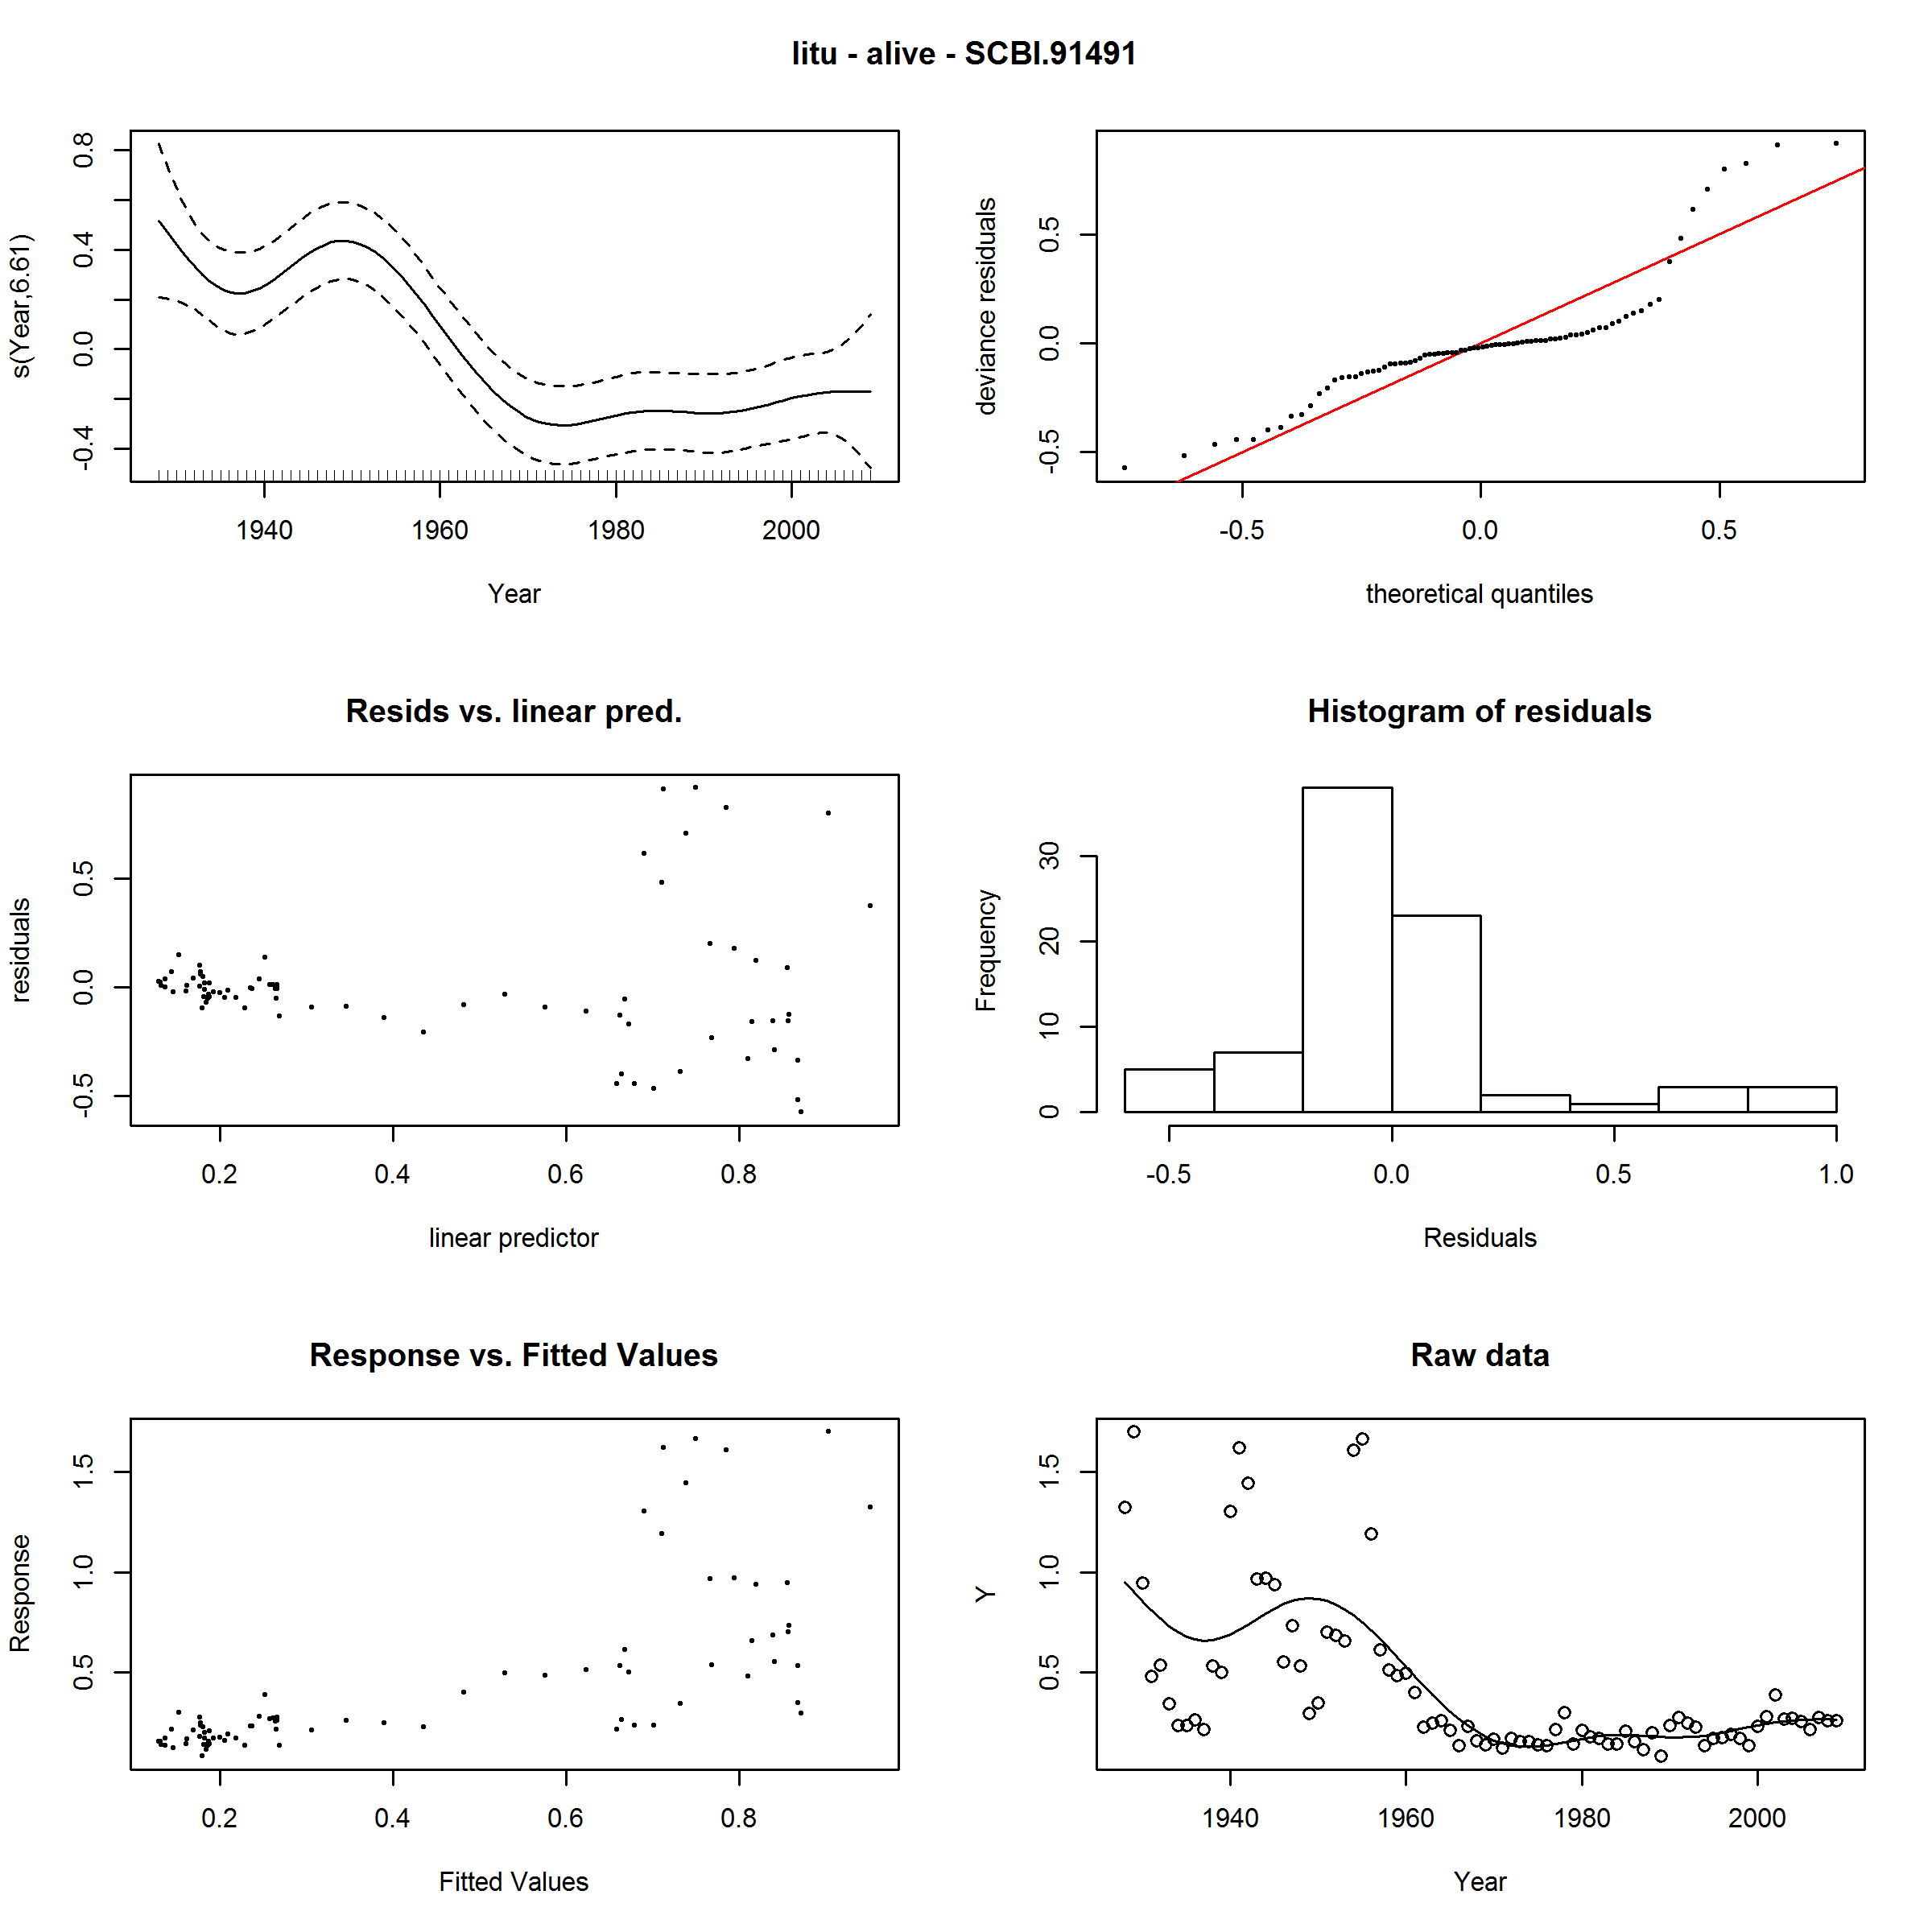 litu - alive - SCBI.91491
s(Year,6.61)
-0.4 0.0 0.4 0.8
1940 1960 1980 2000
Year
deviance residuals
-0.5 0.0 0.5
-0.5 0.0 0.5
theoretical quantiles
Resids vs. linear pred.
residuals
-0.5 0.0 0.5
0.2 0.4 0.6 0.8
linear predictor
Histogram of residuals
Frequency
0 10 20 30
-0.5 0.0 0.5 1.0
Residuals
Response vs. Fitted Values
Response
0.5 1.0 1.5
0.2 0.4 0.6 0.8
Fitted Values
Raw data
Y
0.5 1.0 1.5
1940 1960 1980 2000
Year